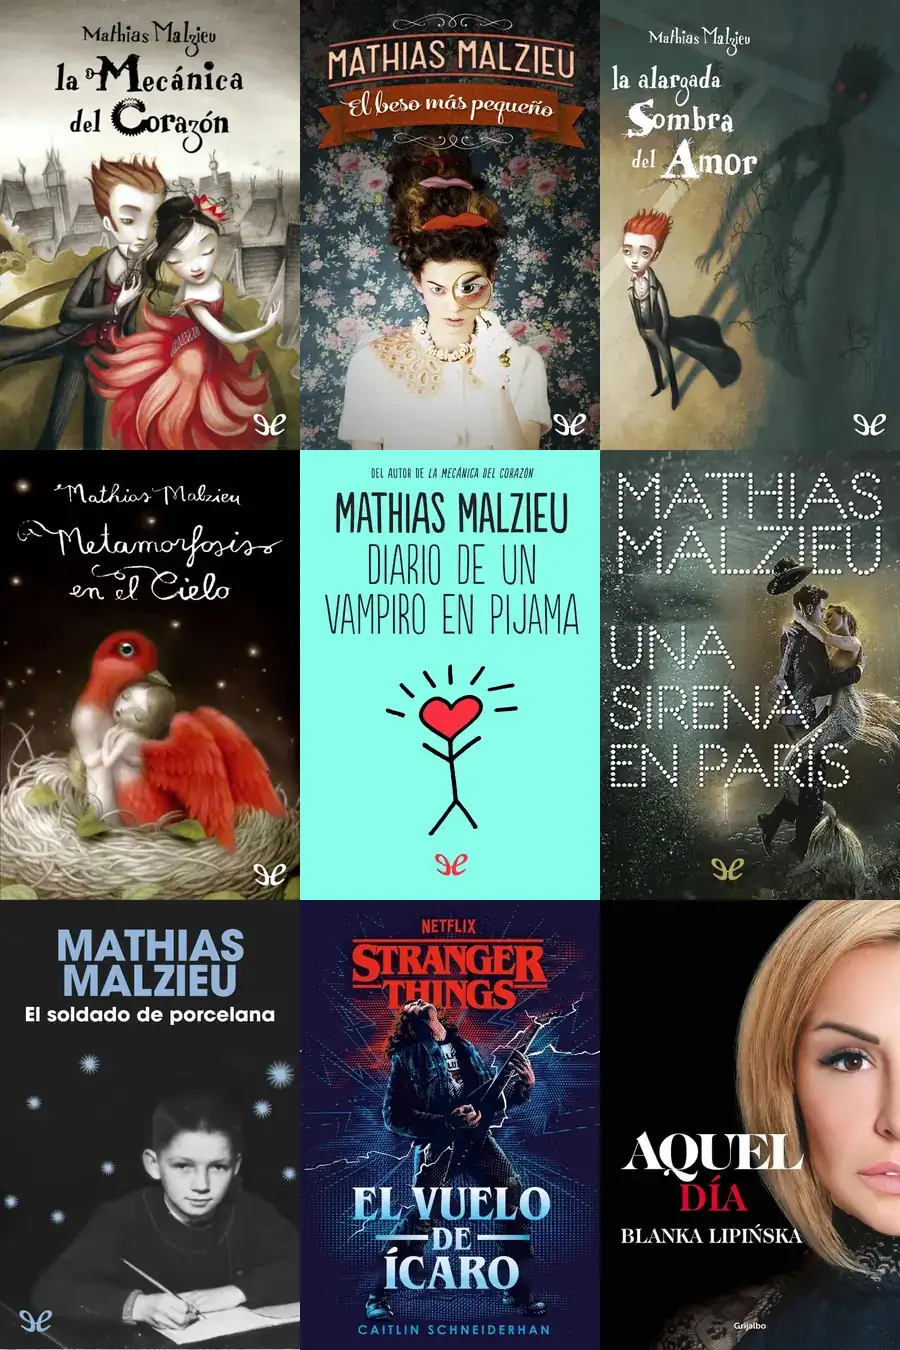 Mathias Malzieu
la Mecánica
del Corazón
MATHIAS MALZIEU
El beso más pequeño
Mathias Malzieu
la alargada
Sombra
del Amor
Mathias Malzieu
Metamorfosis
en el Cielo
DEL AUTOR DE LA MECÁNICA DEL CORAZÓN
MATHIAS MALZIEU
DIARIO DE UN
VAMPIRO EN PIJAMA
MATHIAS
MALZIEU
UNA
SIRENA
EN PARÍS
MATHIAS
MALZIEU
El soldado de porcelana
NETFLIX
STRANGER
THINGS
EL VUELO
DE
ÍCARO
CAITLIN SCHNEIDERHAN
AQUEL
DÍA
BLANKA LIPIŃSKA
Grijalbo